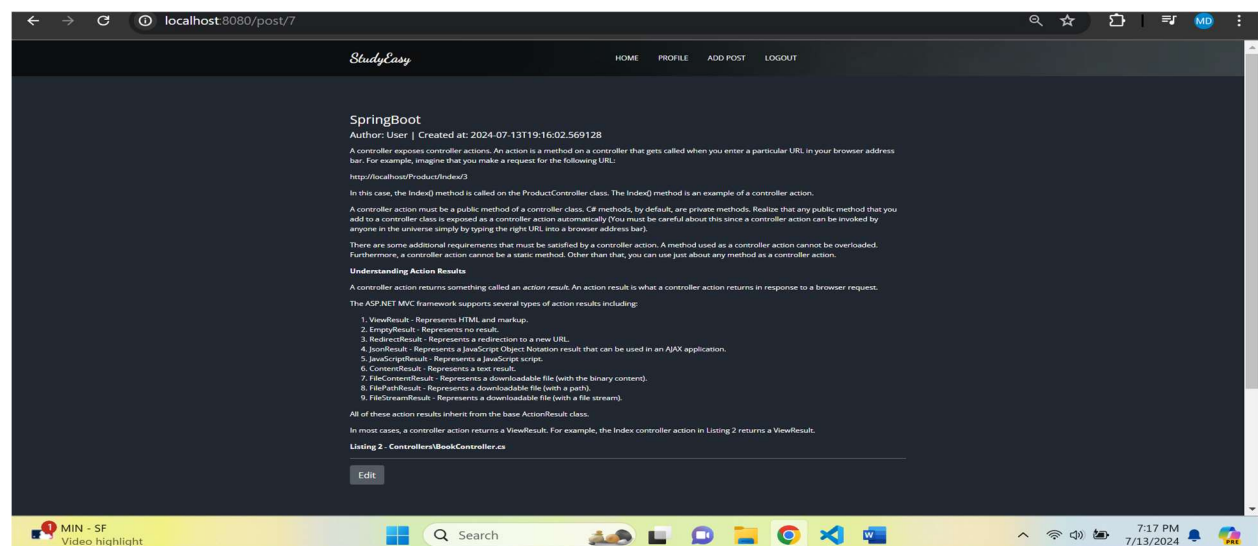 localhost:8080/post/7
MD
StudyEasy
HOME PROFILE ADD POST LOGOUT
SpringBoot
Author: User | Created at: 2024-07-13T19:16:02.569128
A controller exposes controller actions. An action is a method on a controller that gets called when you enter a particular URL in your browser address
bar. For example, imagine that you make a request for the following URL:
http://localhost/Product/Index/3
In this case, the Index() method is called on the ProductController class. The Index() method is an example of a controller action.
A controller action must be a public method of a controller class. C# methods, by default, are private methods. Realize that any public method that you
add to a controller class is exposed as a controller action automatically (You must be careful about this since a controller action can be invoked by
anyone in the universe simply by typing the right URL into a browser address bar).
There are some additional requirements that must be satisfied by a controller action. A method used as a controller action cannot be overloaded.
Furthermore, a controller action cannot be a static method. Other than that, you can use just about any method as a controller action.
Understanding Action Results
A controller action returns something called an action result. An action result is what a controller action returns in response to a browser request.
The ASP.NET MVC framework supports several types of action results including:
1. ViewResult - Represents HTML and markup.
2. EmptyResult - Represents no result.
3. RedirectResult - Represents a redirection to a new URL.
4. JsonResult - Represents a JavaScript Object Notation result that can be used in an AJAX application.
5. JavaScriptResult - Represents a JavaScript script.
6. ContentResult - Represents a text result.
7. FileContentResult - Represents a downloadable file (with the binary content).
8. FilePathResult - Represents a downloadable file (with a path).
9. FileStreamResult - Represents a downloadable file (with a file stream).
All of these action results inherit from the base ActionResult class.
In most cases, a controller action returns a ViewResult. For example, the Index controller action in Listing 2 returns a ViewResult.
Listing 2 - Controllers\BookController.cs
Edit
1
MIN - SF
Video highlight
Search
W
7:17 PM
7/13/2024
PRE